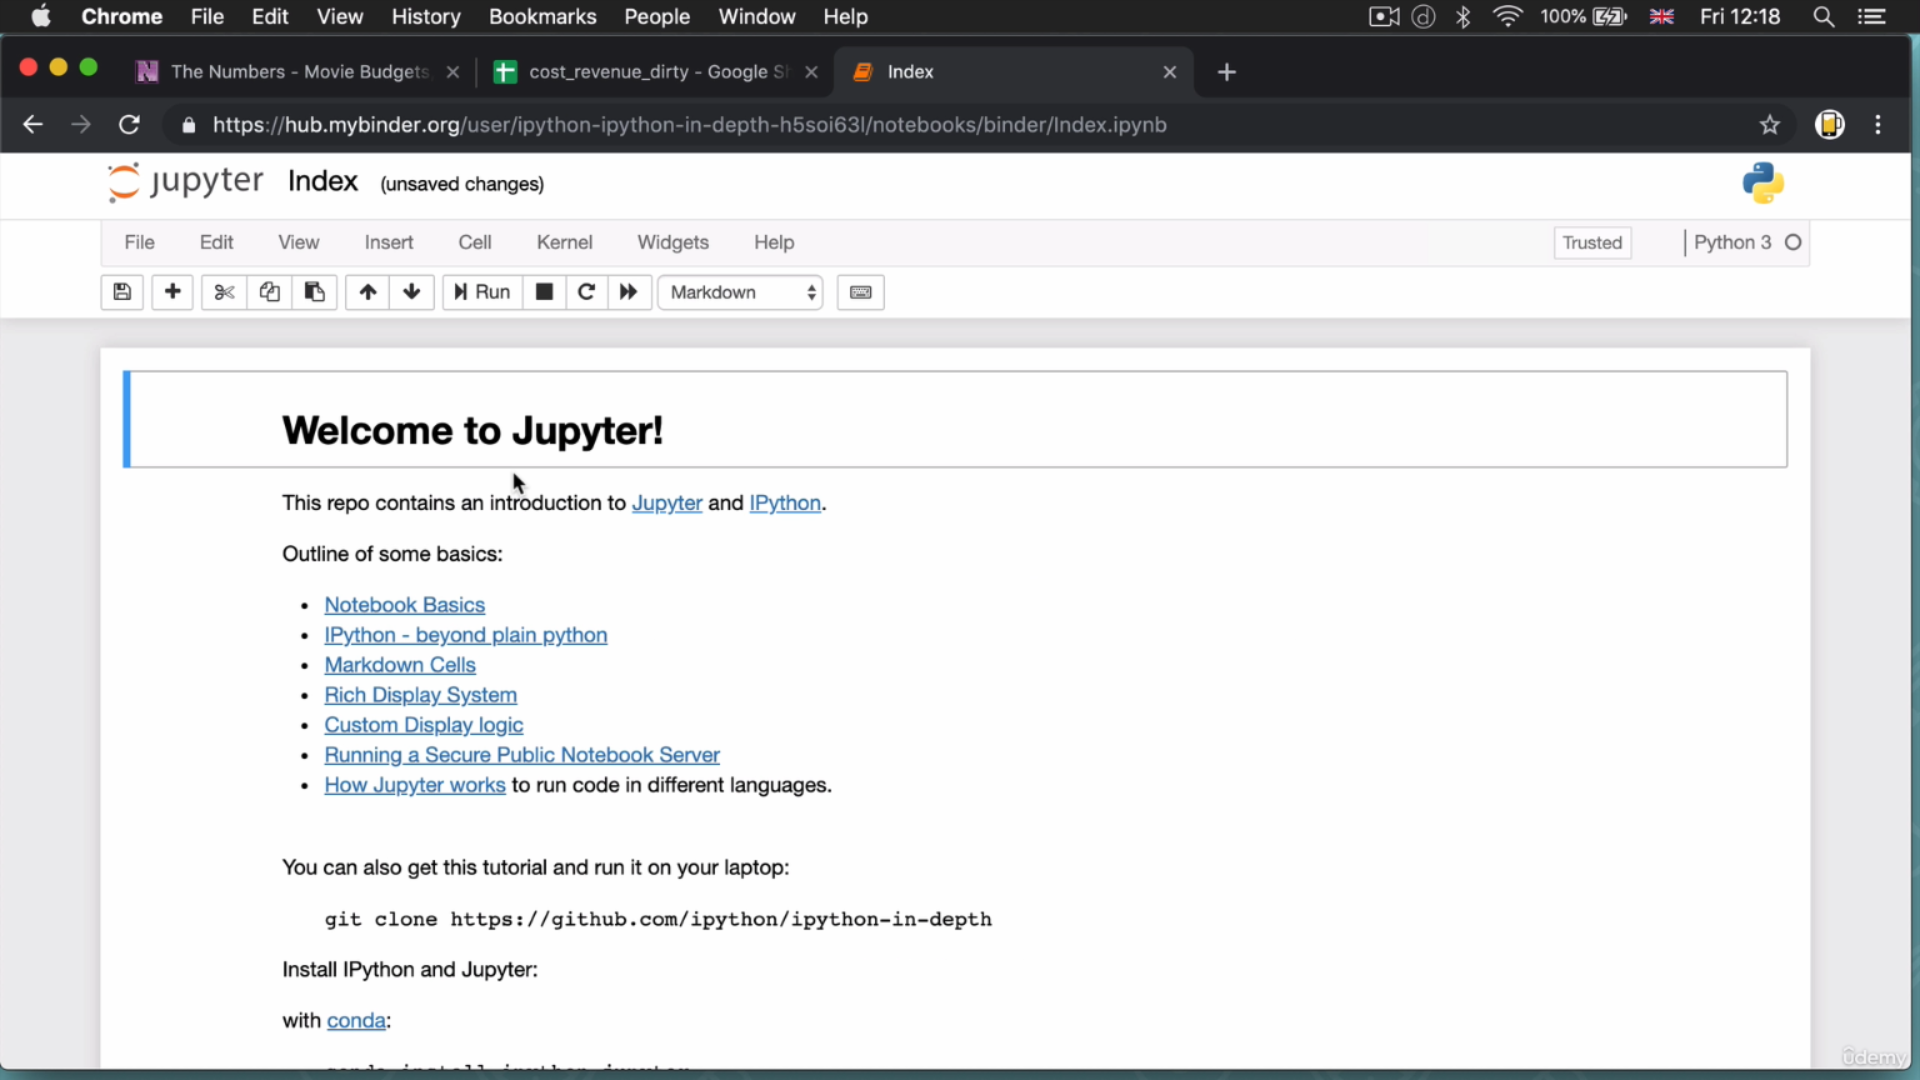 Chrome File Edit View History Bookmarks People Window Help 100% Fri 12:18
The Numbers - Movie Budgets, cost_revenue_dirty - Google Sh Index
https://hub.mybinder.org/user/ipython-ipython-in-depth-h5soi63l/notebooks/binder/Index.ipynb
jupyter Index (unsaved changes)
File Edit View Insert Cell Kernel Widgets Help Trusted Python 3
Run Markdown
Welcome to Jupyter!
This repo contains an introduction to Jupyter and IPython.
Outline of some basics:
• Notebook Basics
• IPython - beyond plain python
• Markdown Cells
• Rich Display System
• Custom Display logic
• Running a Secure Public Notebook Server
• How Jupyter works to run code in different languages.
You can also get this tutorial and run it on your laptop:
git clone https://github.com/ipython/ipython-in-depth
Install IPython and Jupyter:
with conda:
conda install ipython jupyter
udemy